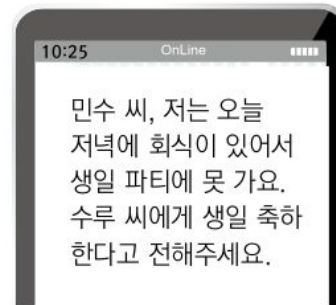 10:25 OnLine
민수 씨, 저는 오늘
저녁에 회식이 있어서
생일 파티에 못 가요.
수루 씨에게 생일 축하
한다고 전해주세요.